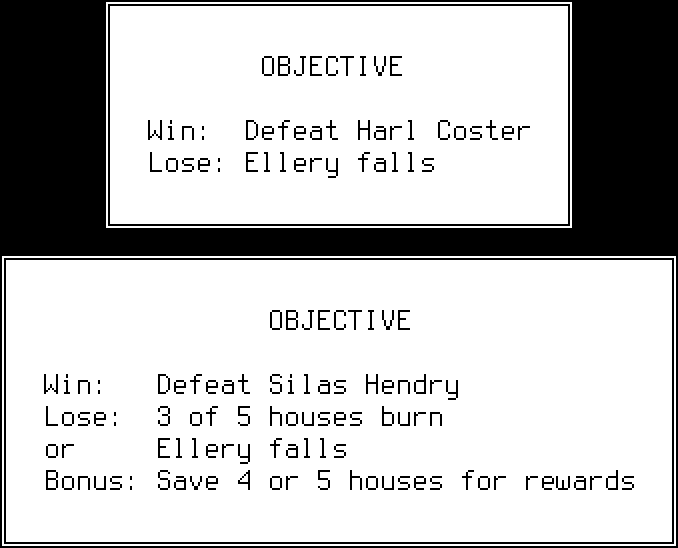 OBJECTIVE
Win: Defeat Harl Coster
Lose: Ellery falls
OBJECTIVE
Win: Defeat Silas Hendry
Lose: 3 of 5 houses burn
or Ellery falls
Bonus: Save 4 or 5 houses for rewards